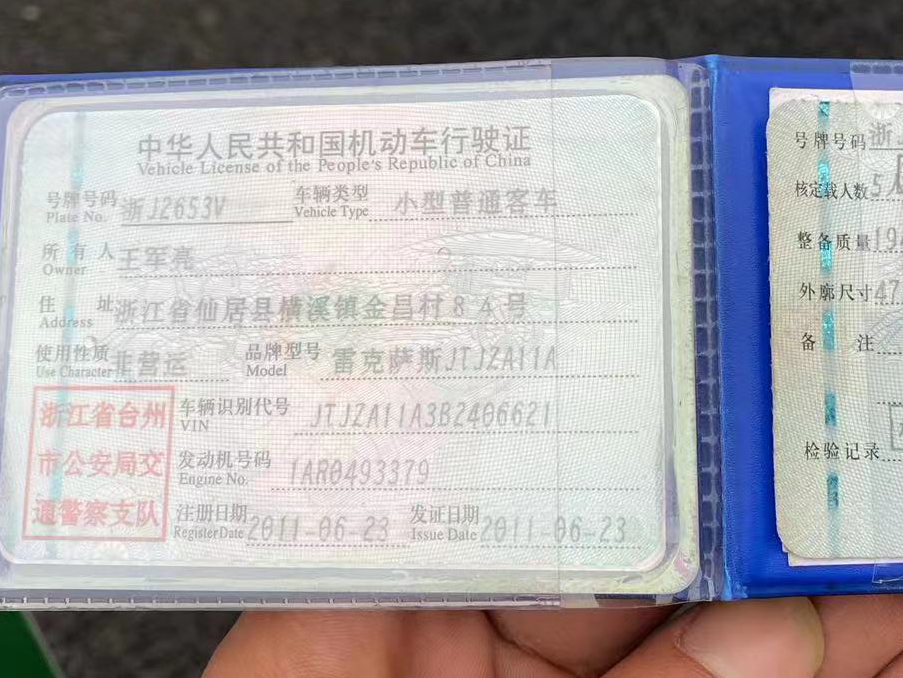 中华人民共和国机动车行驶证
Vehicle License of the People's Republic of China
号牌号码 浙J2653V 车辆类型 小型普通客车
Plate No. Vehicle Type
所有人 王军亮
Owner
住址 浙江省仙居县横溪镇金昌村84号
Address
使用性质 非营运 品牌型号 雷克萨斯JTJZA11A
Use Character Model
浙江省台州
市公安局交
通警察支队
车辆识别代号 JTJZA11A3B2406621
VIN
发动机号码 1AR0493379
Engine No.
注册日期 2011-06-23 发证日期 2011-06-23
Register Date Issue Date
号牌号码 浙J
核定载人数 5人
整备质量 194
外廓尺寸 47
备注
检验记录